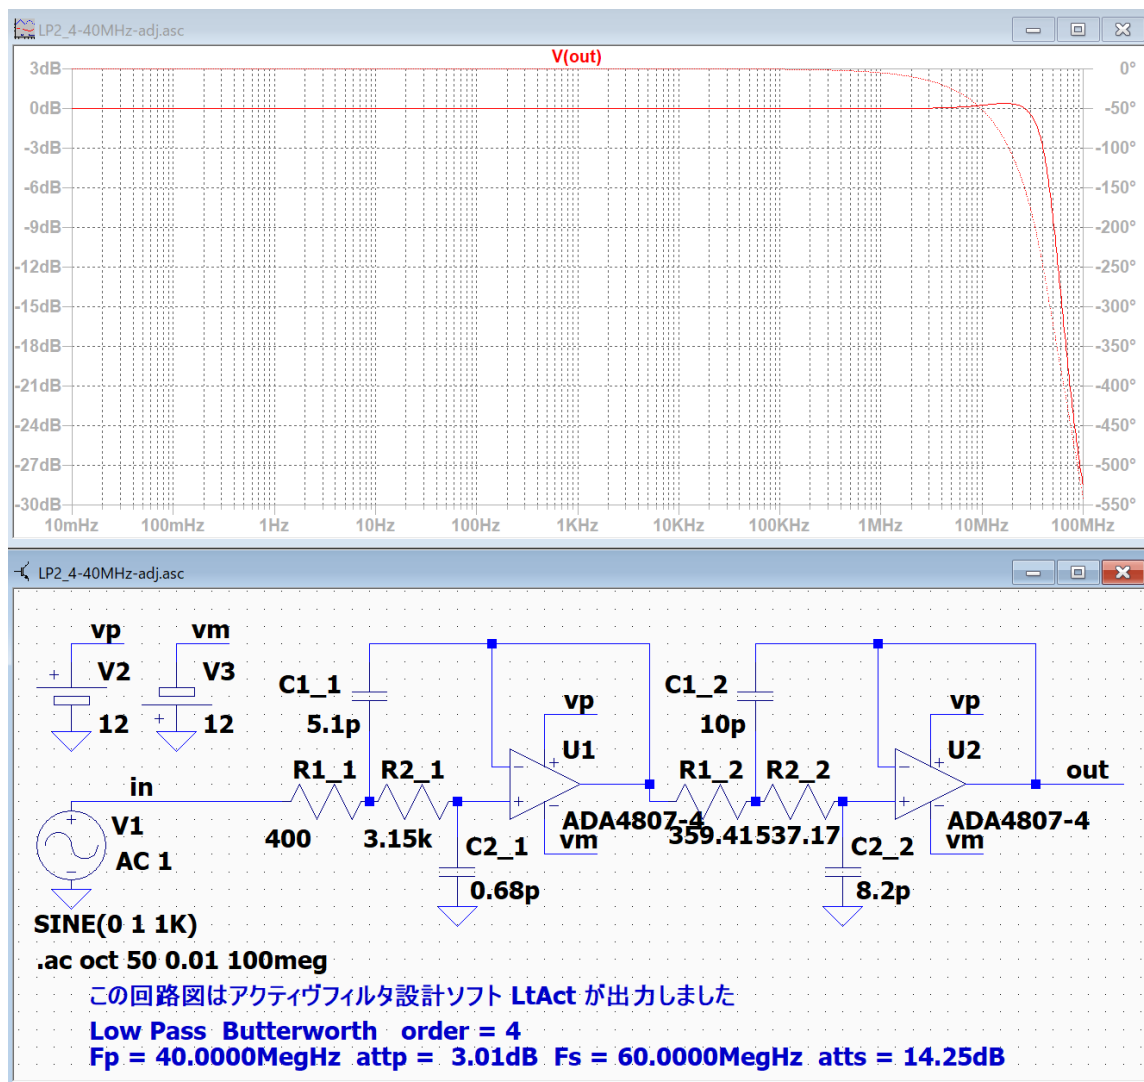 LP2_4-40MHz-adj.asc
V(out)
3dB 0°
0dB -50°
-3dB -100°
-6dB -150°
-9dB -200°
-12dB -250°
-15dB -300°
-18dB -350°
-21dB -400°
-24dB -450°
-27dB -500°
-30dB -550°
10mHz 100mHz 1Hz 10Hz 100Hz 1KHz 10KHz 100KHz 1MHz 10MHz 100MHz
LP2_4-40MHz-adj.asc
vp vm
V2 V3
12 12
C1_1 C1_2
5.1p 10p
vp vp
U1 U2
in R1_1 R2_1 R1_2 R2_2 out
V1 ADA4807-4 ADA4807-4
400 3.15k 359.41 537.17
AC 1 C2_1 vm C2_2 vm
0.68p 8.2p
SINE(0 1 1K)
.ac oct 50 0.01 100meg
この回路図はアクティヴフィルタ設計ソフト LtAct が出力しました
Low Pass Butterworth order = 4
Fp = 40.0000MegHz attp = 3.01dB Fs = 60.0000MegHz atts = 14.25dB